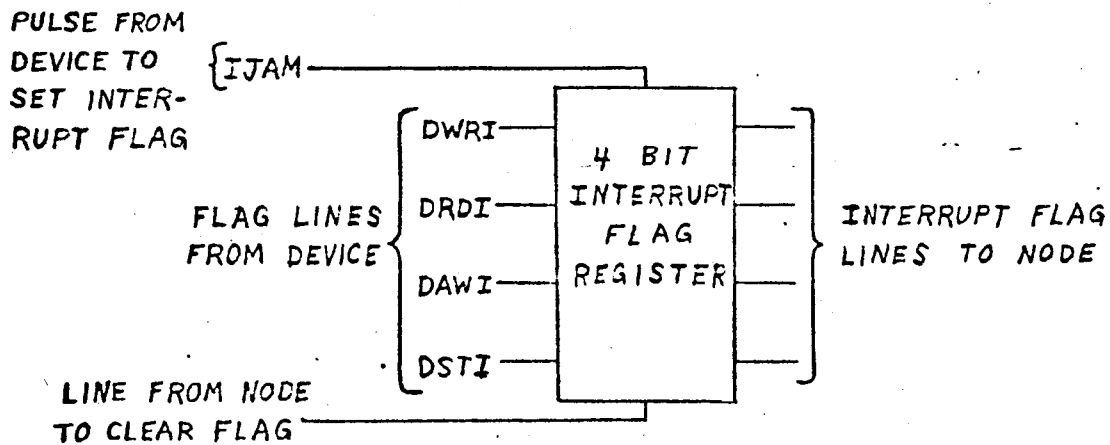 PULSE FROM
DEVICE TO
SET INTER-
RUPT FLAG
IJAM
FLAG LINES
FROM DEVICE
DWRI
DRDI
DAWI
DSTI
4 BIT
INTERRUPT
FLAG
REGISTER
INTERRUPT FLAG
LINES TO NODE
LINE FROM NODE
TO CLEAR FLAG